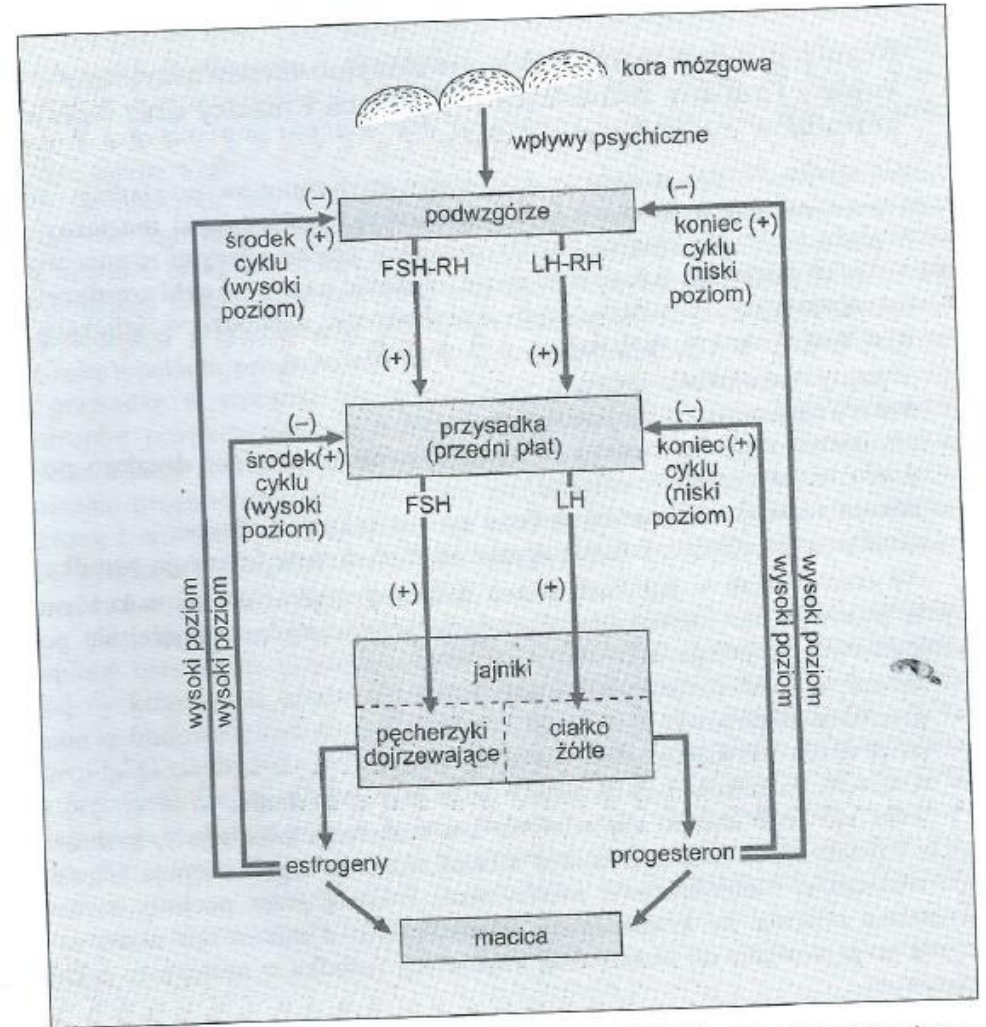 kora mózgowa
wpływy psychiczne
(–)
podwzgórze
(–)
środek (+)
cyklu
(wysoki
poziom)
FSH-RH
LH-RH
koniec (+)
cyklu
(niski
poziom)
(+)
(+)
(–)
przysadka
(przedni płat)
(–)
środek(+)
cyklu
(wysoki
poziom)
FSH
LH
koniec(+)
cyklu
(niski
poziom)
(+)
(+)
wysoki poziom
wysoki poziom
wysoki poziom
wysoki poziom
jajniki
pęcherzyki
dojrzewające
ciałko
żółte
estrogeny
progesteron
macica